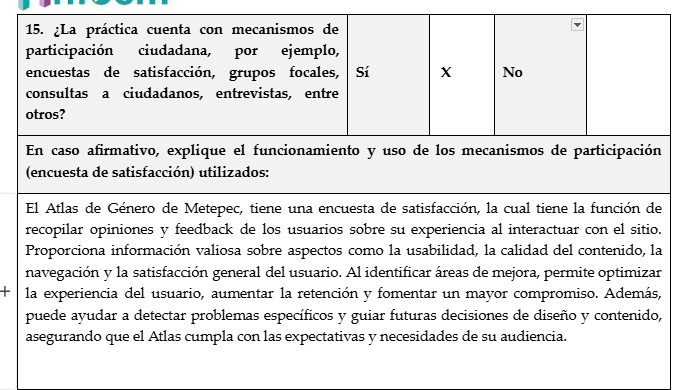 15. ¿La práctica cuenta con mecanismos de
participación ciudadana, por ejemplo,
encuestas de satisfacción, grupos focales,
consultas a ciudadanos, entrevistas, entre
otros?
Sí
X
No
En caso afirmativo, explique el funcionamiento y uso de los mecanismos de participación
(encuesta de satisfacción) utilizados:
El Atlas de Género de Metepec, tiene una encuesta de satisfacción, la cual tiene la función de
recopilar opiniones y feedback de los usuarios sobre su experiencia al interactuar con el sitio.
Proporciona información valiosa sobre aspectos como la usabilidad, la calidad del contenido, la
navegación y la satisfacción general del usuario. Al identificar áreas de mejora, permite optimizar
la experiencia del usuario, aumentar la retención y fomentar un mayor compromiso. Además,
puede ayudar a detectar problemas específicos y guiar futuras decisiones de diseño y contenido,
asegurando que el Atlas cumpla con las expectativas y necesidades de su audiencia.